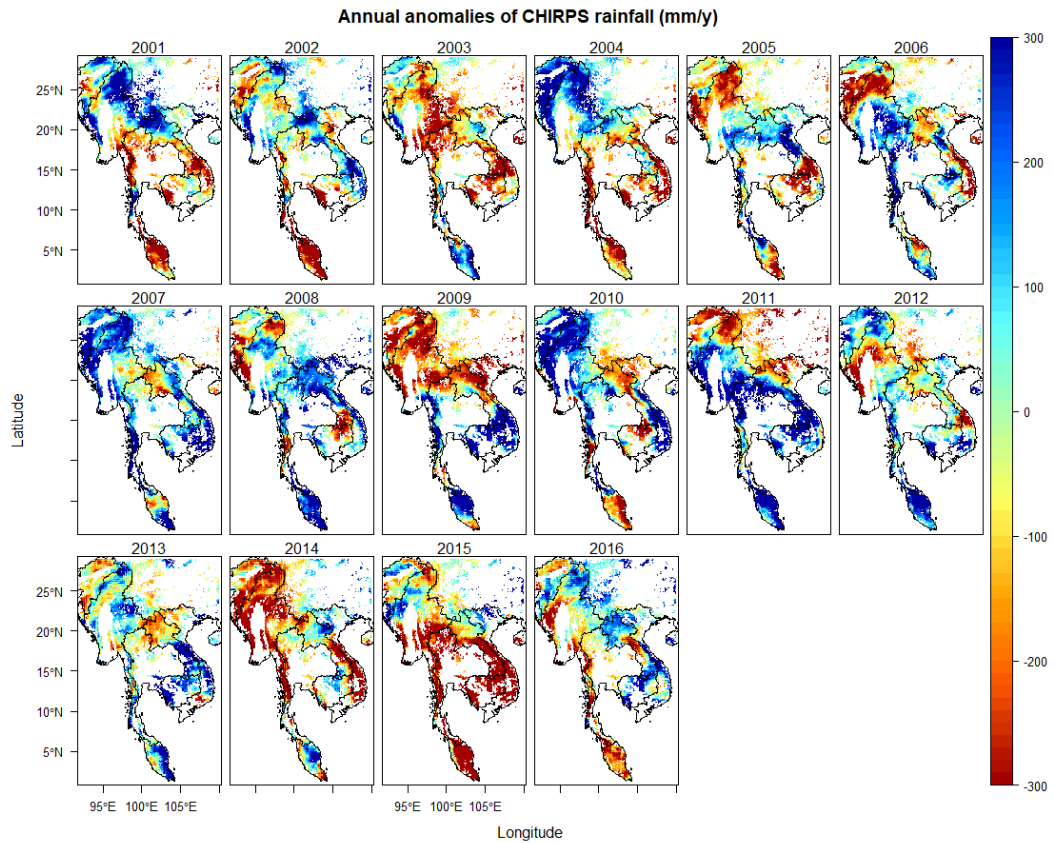 Annual anomalies of CHIRPS rainfall (mm/y)
2001 2002 2003 2004 2005 2006
25°N
20°N
15°N
10°N
5°N
2007 2008 2009 2010 2011 2012
Latitude
2013 2014 2015 2016
25°N
20°N
15°N
10°N
5°N
95°E 100°E 105°E 95°E 100°E 105°E
Longitude
300
200
100
0
-100
-200
-300